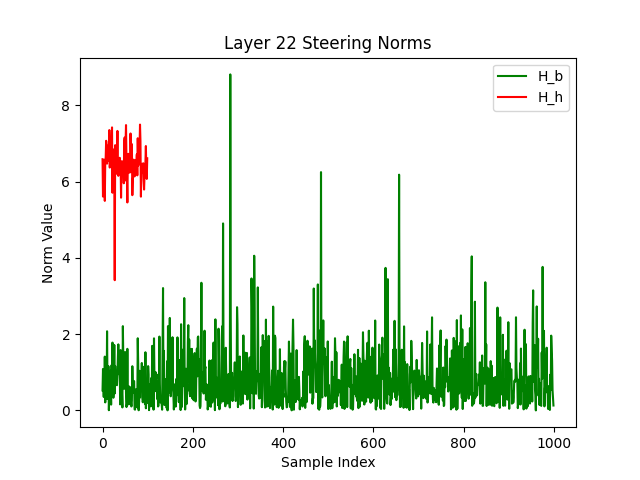 Layer 22 Steering Norms
H_b
H_h
8
6
4
2
0
Norm Value
0
200
400
600
800
1000
Sample Index